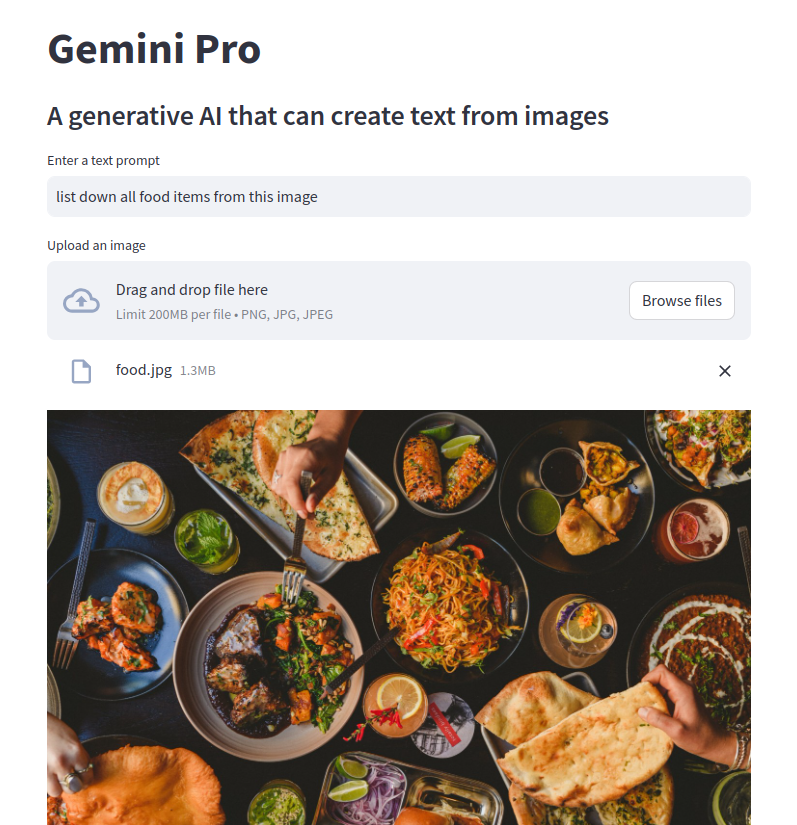 Gemini Pro
A generative AI that can create text from images
Enter a text prompt
list down all food items from this image
Upload an image
Drag and drop file here
Limit 200MB per file • PNG, JPG, JPEG
Browse files
food.jpg 1.3MB